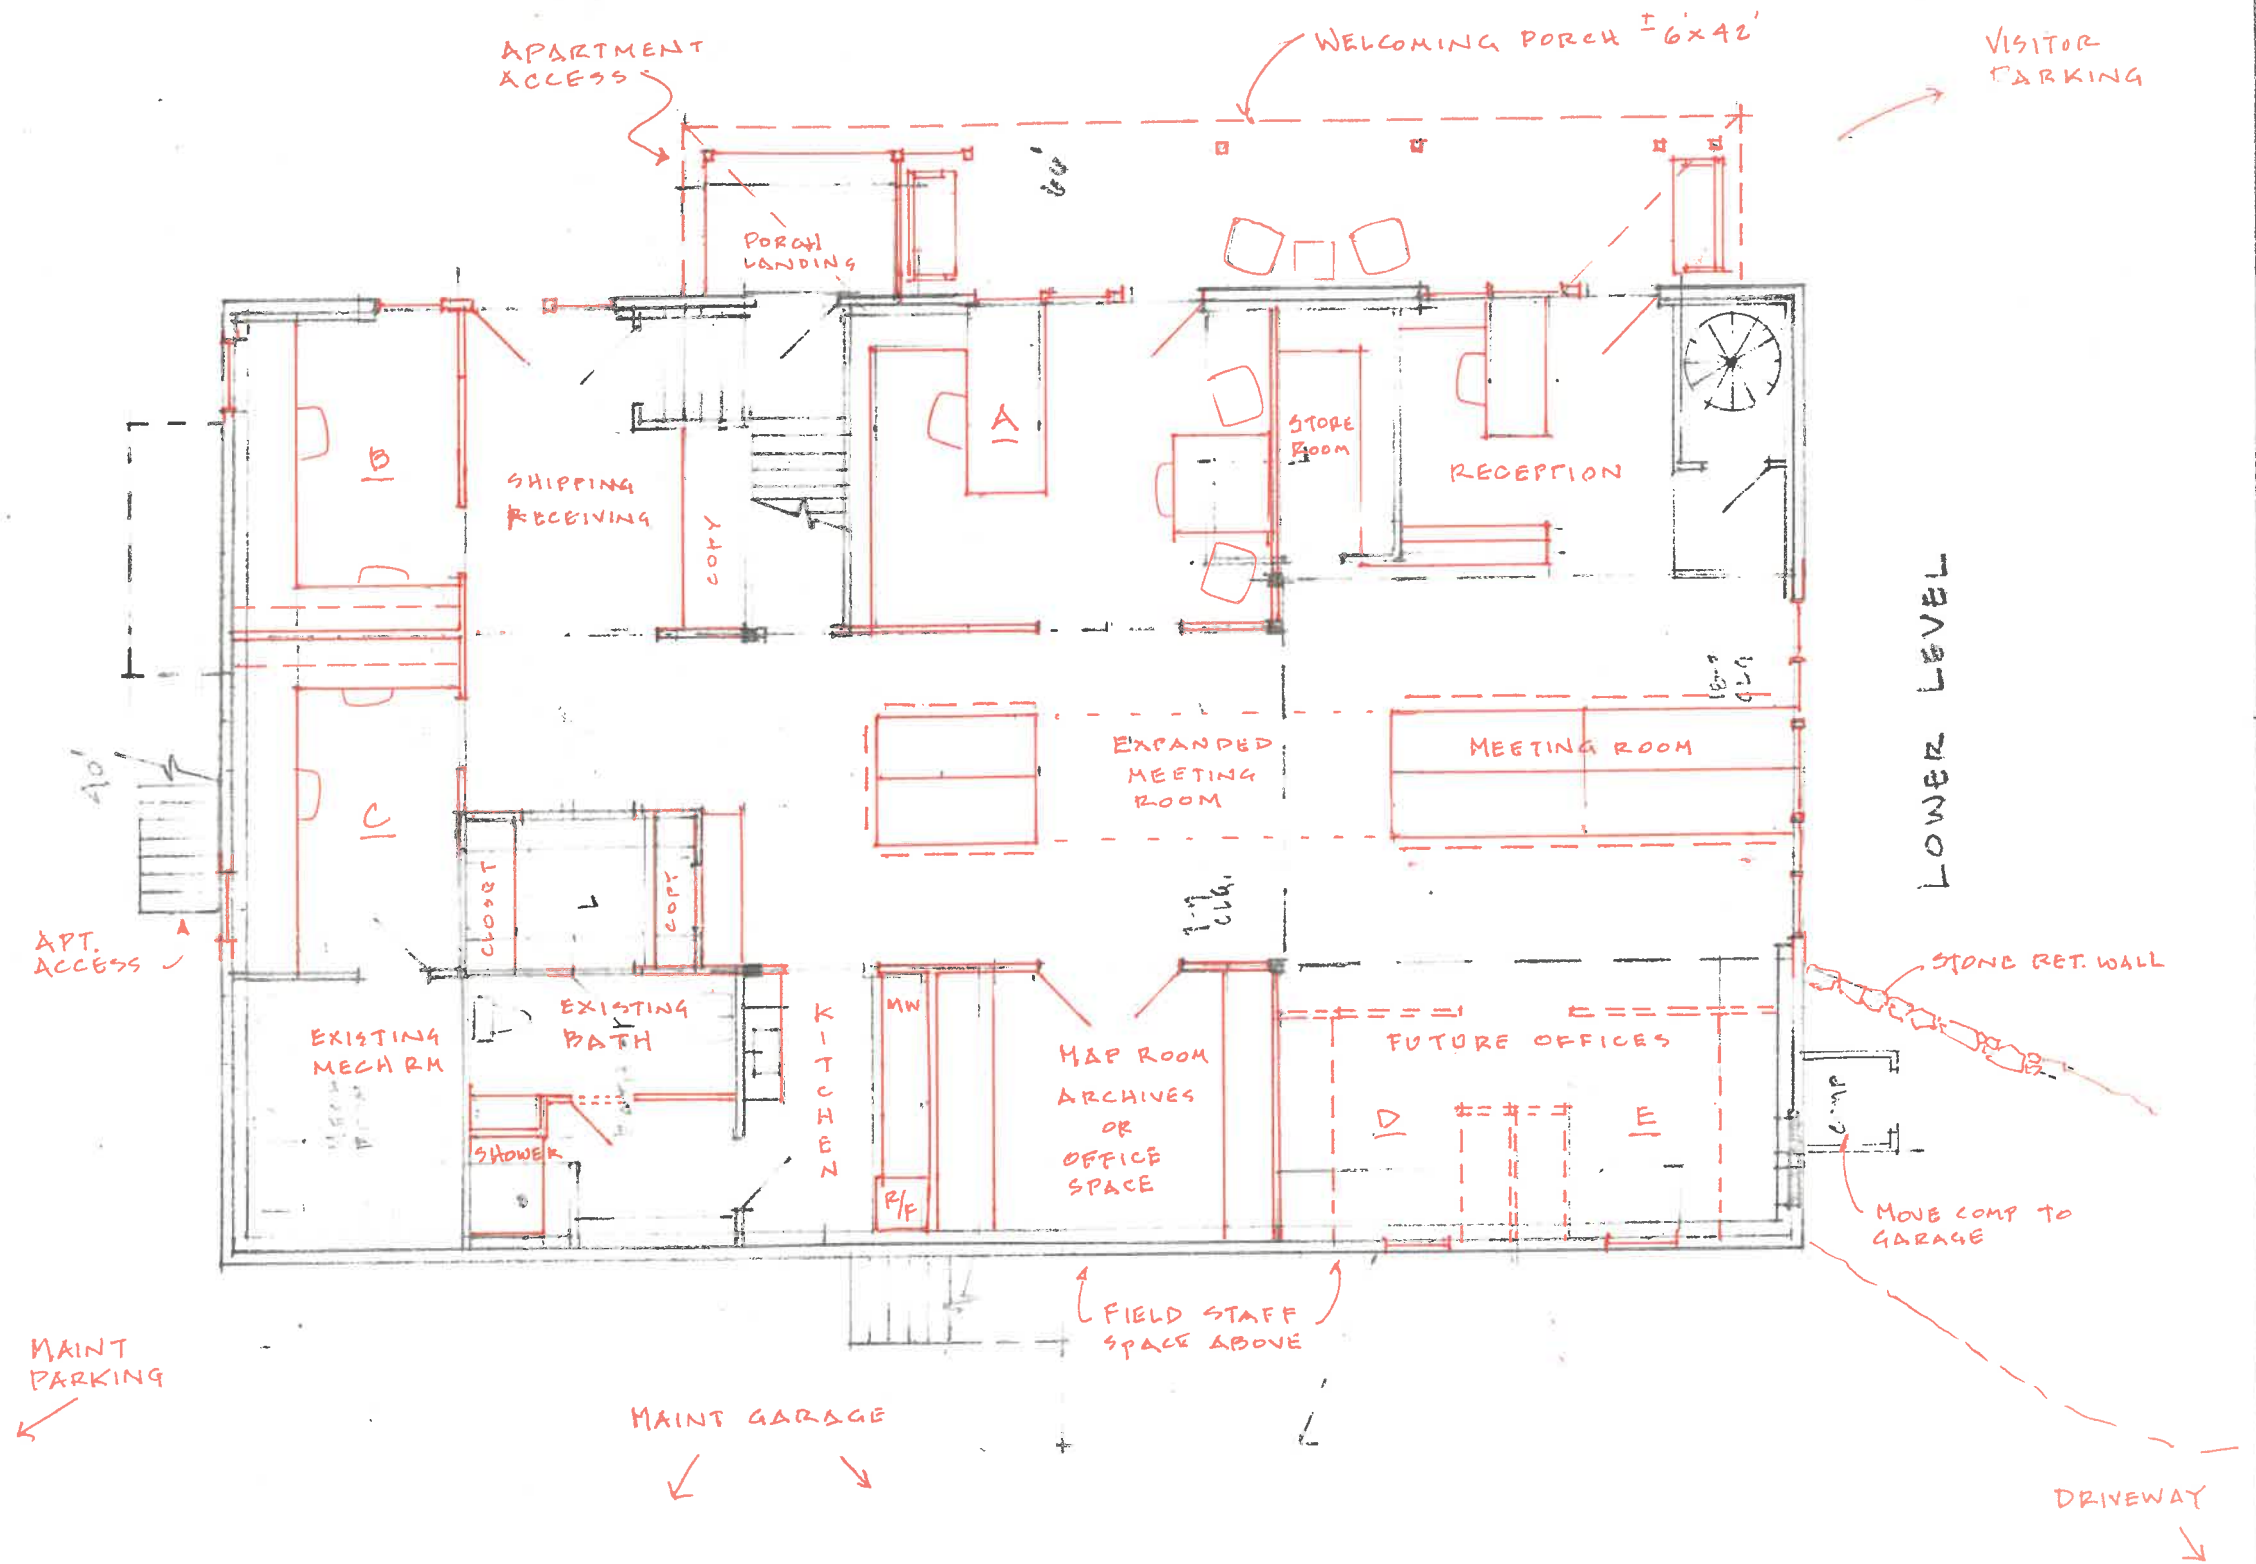 APARTMENT
ACCESS
WELCOMING PORCH ± 6'x42'
VISITOR
PARKING
PORCH
LANDING
B
SHIPPING
RECEIVING
COPY
A
STORE
ROOM
RECEPTION
LOWER LEVEL
40'
C
CLOSET
COPY
EXPANDED
MEETING
ROOM
MEETING ROOM
CLG.
APT.
ACCESS
STONE RET. WALL
EXISTING
MECH RM
EXISTING
BATH
SHOWER
KITCHEN
MW
R/F
MAP ROOM
ARCHIVES
OR
OFFICE
SPACE
FUTURE OFFICES
D
E
COMP
MOVE COMP TO
GARAGE
FIELD STAFF
SPACE ABOVE
MAINT
PARKING
MAINT GARAGE
DRIVEWAY